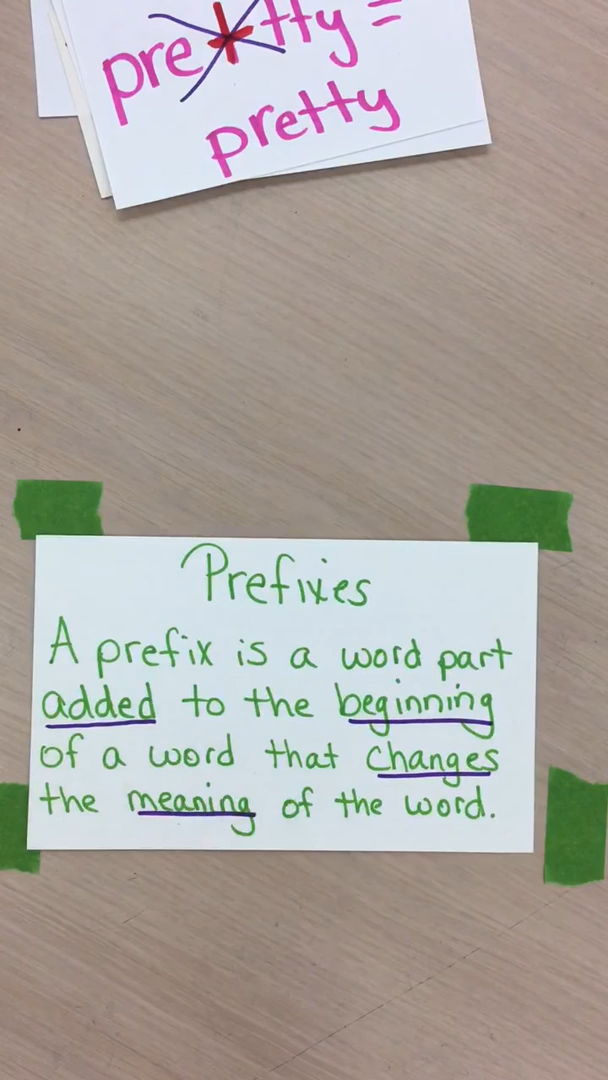 pre+tty =
pretty
Prefixes
A prefix is a word part
added to the beginning
of a word that changes
the meaning of the word.